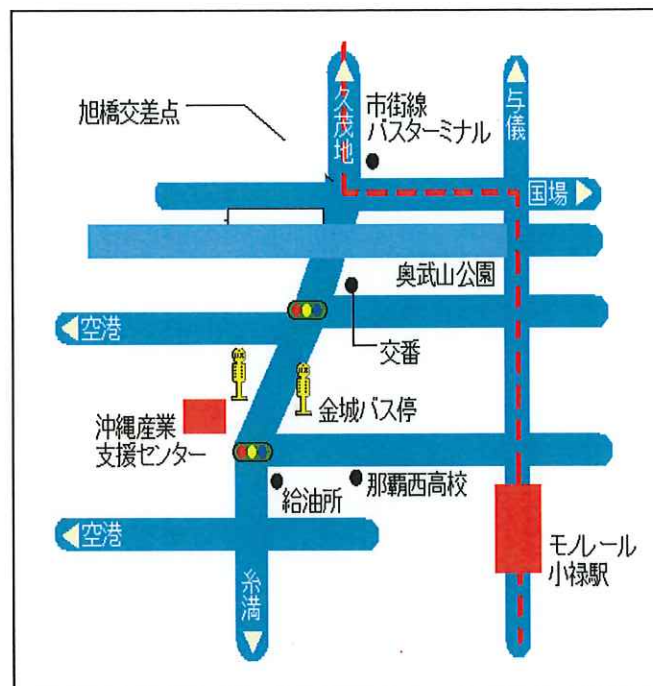 久茂地
市街線
バスターミナル
与儀
旭橋交差点
国場
奥武山公園
空港
交番
金城バス停
沖縄産業
支援センター
給油所
那覇西高校
空港
モノレール
小禄駅
糸満